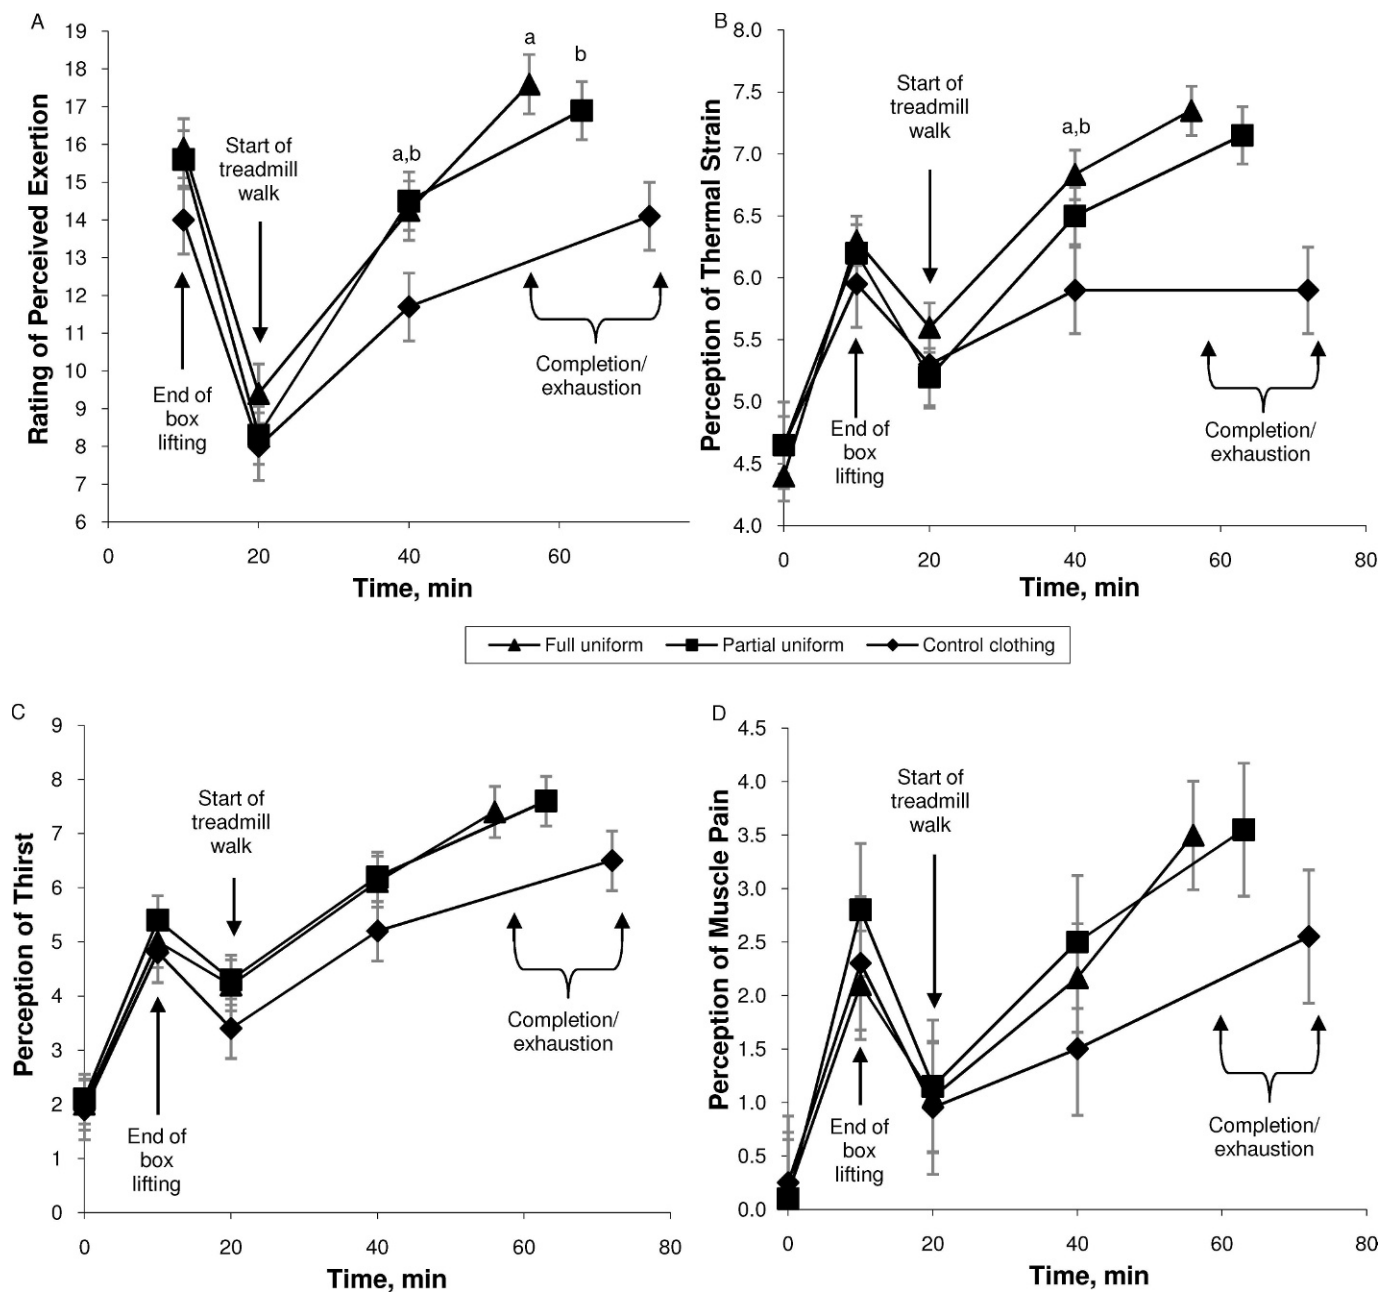 A
19
18
17
16
15
14
13
12
11
10
9
8
7
6
Rating of Perceived Exertion
a
b
a,b
Start of
treadmill
walk
End of
box
lifting
Completion/
exhaustion
0
20
40
60
Time, min
B
8.0
7.5
7.0
6.5
6.0
5.5
5.0
4.5
4.0
Perception of Thermal Strain
Start of
treadmill
walk
a,b
End of
box
lifting
Completion/
exhaustion
0
20
40
60
80
Time, min
Full uniform
Partial uniform
Control clothing
C
9
8
7
6
5
4
3
2
1
0
Perception of Thirst
Start of
treadmill
walk
End of
box
lifting
Completion/
exhaustion
0
20
40
60
80
Time, min
D
4.5
4.0
3.5
3.0
2.5
2.0
1.5
1.0
0.5
0.0
Perception of Muscle Pain
Start of
treadmill
walk
End of
box
lifting
Completion/
exhaustion
0
20
40
60
80
Time, min